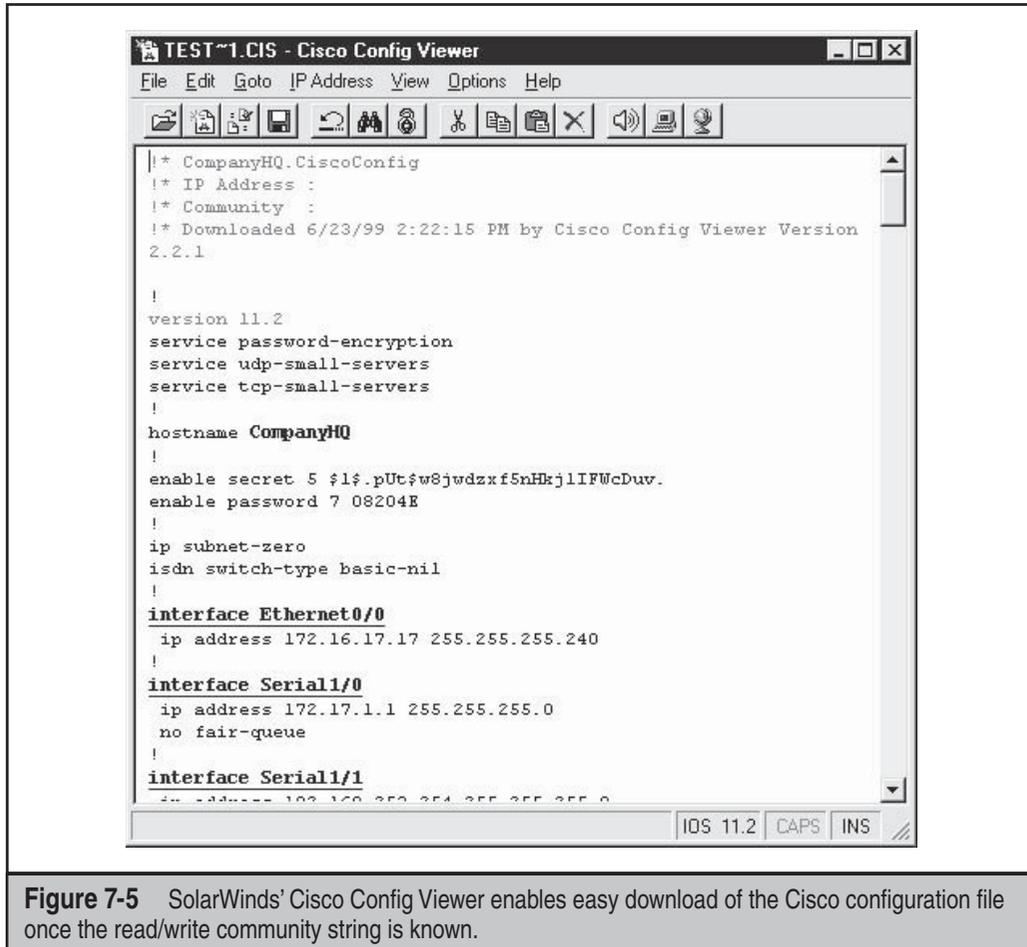 TEST~1.CIS - Cisco Config Viewer
File Edit Goto IP Address View Options Help
!* CompanyHQ.CiscoConfig
!* IP Address :
!* Community :
!* Downloaded 6/23/99 2:22:15 PM by Cisco Config Viewer Version
2.2.1
!
version 11.2
service password-encryption
service udp-small-servers
service tcp-small-servers
!
hostname CompanyHQ
!
enable secret 5 $1$.pUt$w8jwdzxf5nHkjlIFWcDuv.
enable password 7 08204E
!
ip subnet-zero
isdn switch-type basic-nil
!
interface Ethernet0/0
ip address 172.16.17.17 255.255.255.240
!
interface Serial1/0
ip address 172.17.1.1 255.255.255.0
no fair-queue
!
interface Serial1/1
IOS 11.2 CAPS INS
Figure 7-5 SolarWinds' Cisco Config Viewer enables easy download of the Cisco configuration file
once the read/write community string is known.